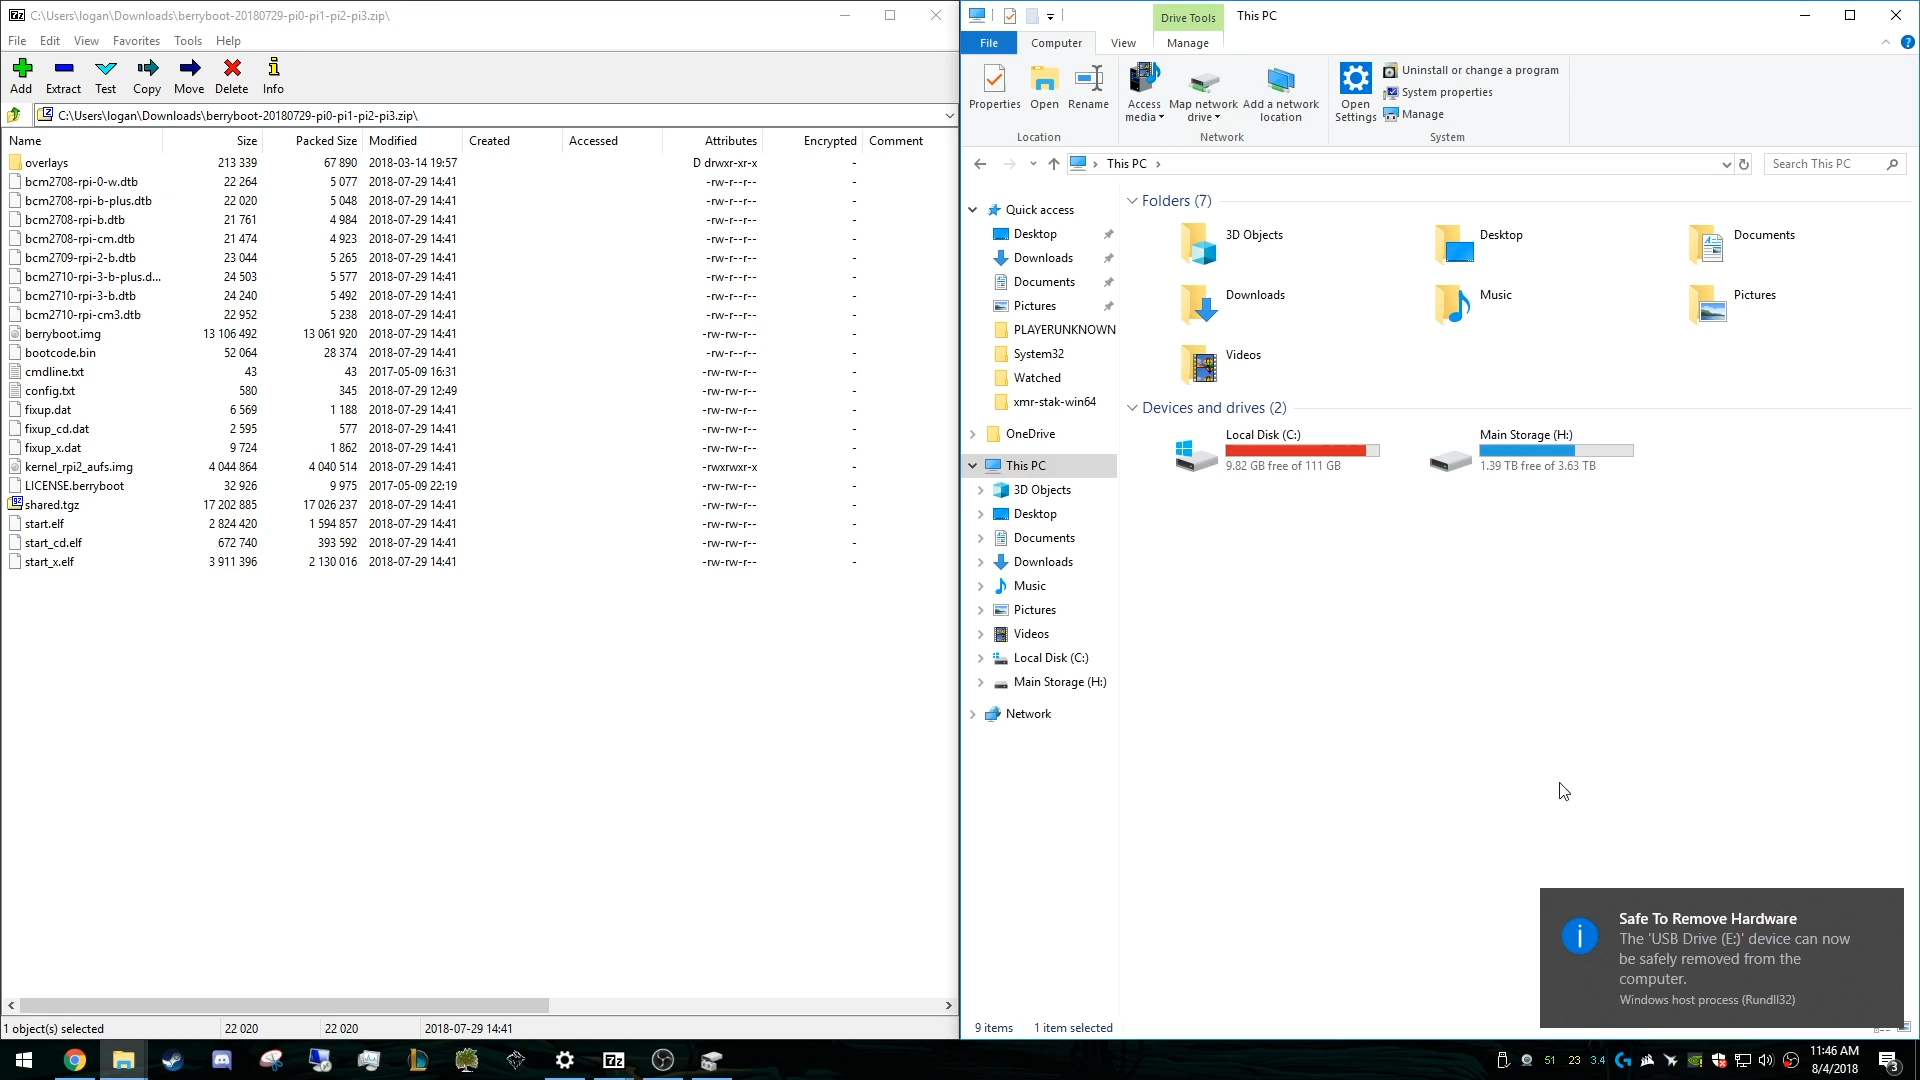 C:\Users\logan\Downloads\berryboot-20180729-pi0-pi1-pi2-pi3.zip\
File Edit View Favorites Tools Help
Add Extract Test Copy Move Delete Info
C:\Users\logan\Downloads\berryboot-20180729-pi0-pi1-pi2-pi3.zip\
Name Size Packed Size Modified Created Accessed Attributes Encrypted Comment
overlays 213 339 67 890 2018-03-14 19:57 D drwxr-xr-x -
bcm2708-rpi-0-w.dtb 22 264 5 077 2018-07-29 14:41 -rw-r--r-- -
bcm2708-rpi-b-plus.dtb 22 020 5 048 2018-07-29 14:41 -rw-r--r-- -
bcm2708-rpi-b.dtb 21 761 4 984 2018-07-29 14:41 -rw-r--r-- -
bcm2708-rpi-cm.dtb 21 474 4 923 2018-07-29 14:41 -rw-r--r-- -
bcm2709-rpi-2-b.dtb 23 044 5 265 2018-07-29 14:41 -rw-r--r-- -
bcm2710-rpi-3-b-plus.d... 24 503 5 577 2018-07-29 14:41 -rw-r--r-- -
bcm2710-rpi-3-b.dtb 24 240 5 492 2018-07-29 14:41 -rw-r--r-- -
bcm2710-rpi-cm3.dtb 22 952 5 238 2018-07-29 14:41 -rw-r--r-- -
berryboot.img 13 106 492 13 061 920 2018-07-29 14:41 -rw-rw-r-- -
bootcode.bin 52 064 28 374 2018-07-29 14:41 -rw-r--r-- -
cmdline.txt 43 43 2017-05-09 16:31 -rw-rw-r-- -
config.txt 580 345 2018-07-29 12:49 -rw-rw-r-- -
fixup.dat 6 569 1 188 2018-07-29 14:41 -rw-rw-r-- -
fixup_cd.dat 2 595 577 2018-07-29 14:41 -rw-rw-r-- -
fixup_x.dat 9 724 1 862 2018-07-29 14:41 -rw-rw-r-- -
kernel_rpi2_aufs.img 4 044 864 4 040 514 2018-07-29 14:41 -rwxrwxr-x -
LICENSE.berryboot 32 926 9 975 2017-05-09 22:19 -rw-rw-r-- -
shared.tgz 17 202 885 17 026 237 2018-07-29 14:41 -rw-rw-r-- -
start.elf 2 824 420 1 594 857 2018-07-29 14:41 -rw-rw-r-- -
start_cd.elf 672 740 393 592 2018-07-29 14:41 -rw-rw-r-- -
start_x.elf 3 911 396 2 130 016 2018-07-29 14:41 -rw-rw-r-- -
1 object(s) selected 22 020 22 020 2018-07-29 14:41
Drive Tools This PC
File Computer View Manage
Properties Open Rename
Location
Access media Map network drive Add a network location
Network
Open Settings
Uninstall or change a program
System properties
Manage
System
This PC
Search This PC
Quick access
Desktop
Downloads
Documents
Pictures
PLAYERUNKNOWN
System32
Watched
xmr-stak-win64
OneDrive
This PC
3D Objects
Desktop
Documents
Downloads
Music
Pictures
Videos
Local Disk (C:)
Main Storage (H:)
Network
Folders (7)
3D Objects Desktop Documents
Downloads Music Pictures
Videos
Devices and drives (2)
Local Disk (C:)
9.82 GB free of 111 GB
Main Storage (H:)
1.39 TB free of 3.63 TB
Safe To Remove Hardware
The 'USB Drive (E:)' device can now
be safely removed from the
computer.
Windows host process (Rundll32)
9 items 1 item selected
51 23 3.4
11:46 AM
8/4/2018
3